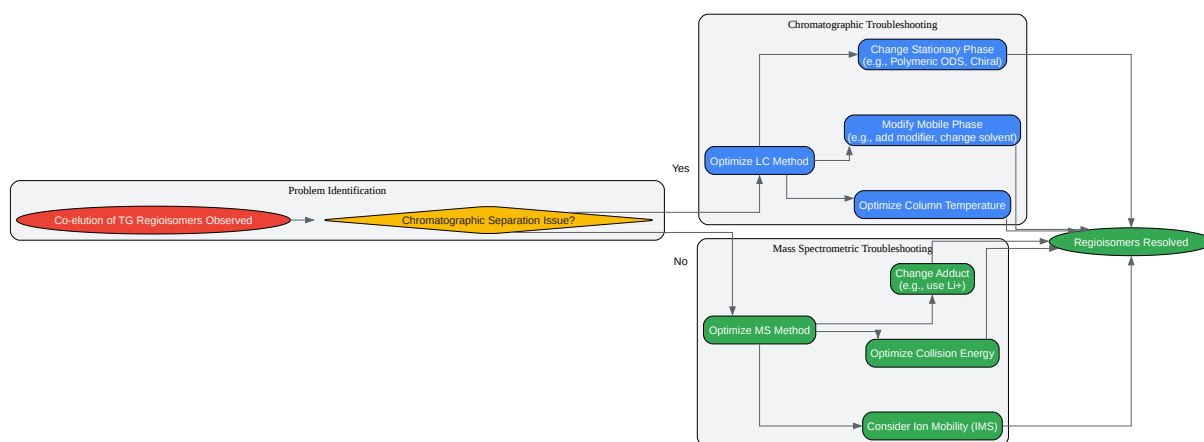 Problem Identification
Co-elution of TG Regioisomers Observed
Chromatographic Separation Issue?
Yes
No
Chromatographic Troubleshooting
Optimize LC Method
Change Stationary Phase
(e.g., Polymeric ODS, Chiral)
Modify Mobile Phase
(e.g., add modifier, change solvent)
Optimize Column Temperature
Mass Spectrometric Troubleshooting
Optimize MS Method
Change Adduct
(e.g., use Li+)
Optimize Collision Energy
Consider Ion Mobility (IMS)
Regioisomers Resolved